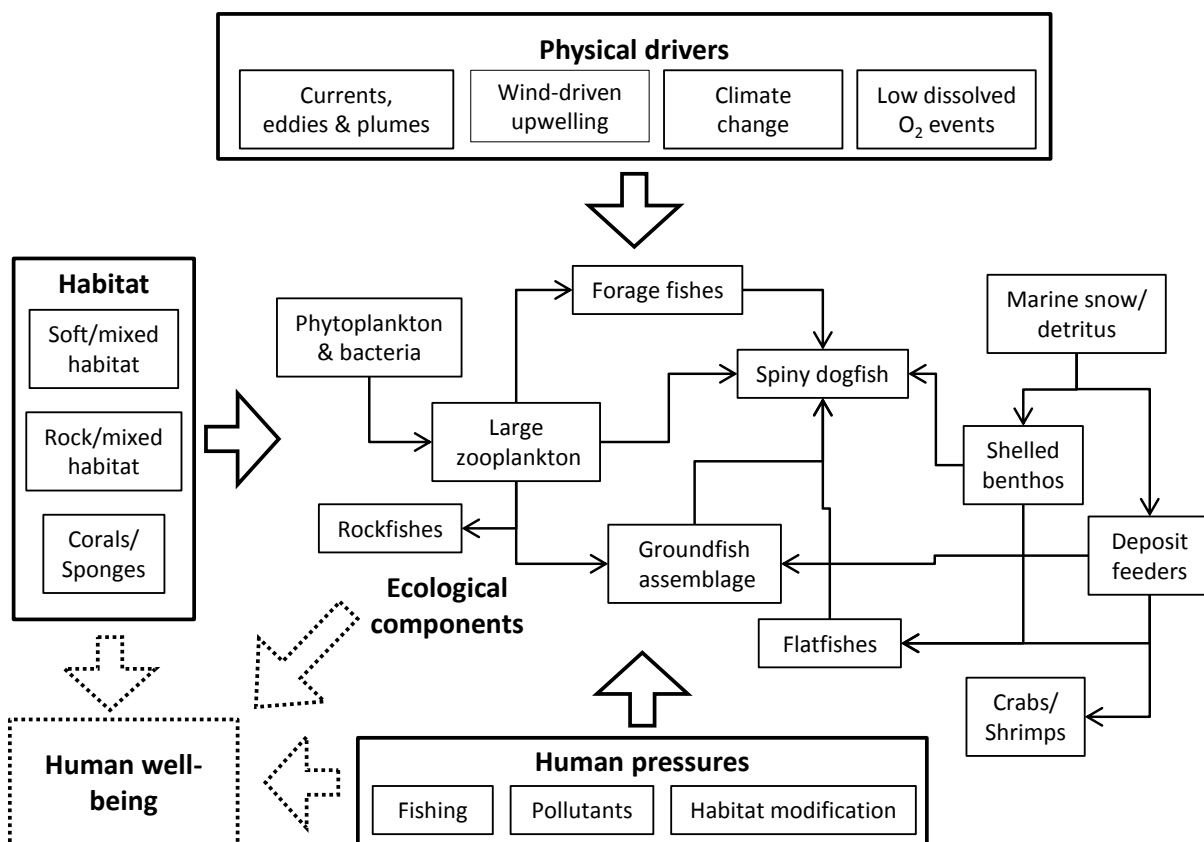 Physical drivers
Currents,
eddies & plumes
Wind-driven
upwelling
Climate
change
Low dissolved
O₂ events
Habitat
Soft/mixed
habitat
Rock/mixed
habitat
Corals/
Sponges
Phytoplankton
& bacteria
Forage fishes
Marine snow/
detritus
Spiny dogfish
Large
zooplankton
Shelled
benthos
Rockfishes
Groundfish
assemblage
Deposit
feeders
Ecological
components
Flatfishes
Crabs/
Shrimps
Human well-
being
Human pressures
Fishing
Pollutants
Habitat modification